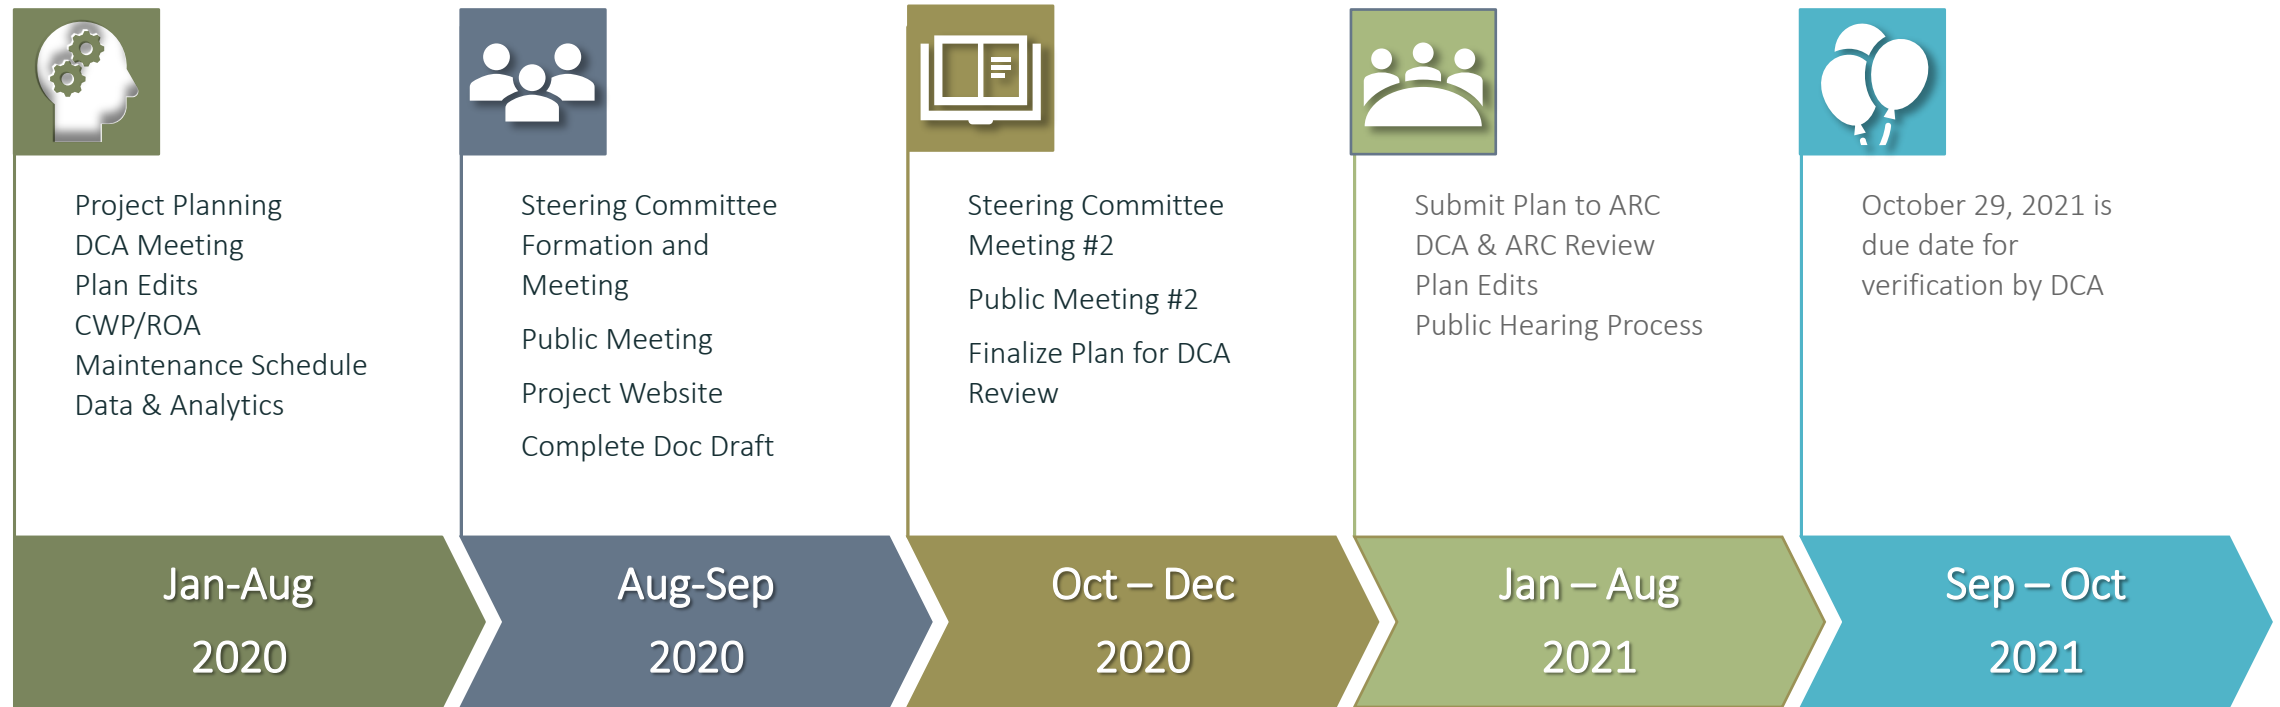 Project Planning
DCA Meeting
Plan Edits
CWP/ROA
Maintenance Schedule
Data & Analytics
Steering Committee
Formation and
Meeting
Public Meeting
Project Website
Complete Doc Draft
Steering Committee
Meeting #2
Public Meeting #2
Finalize Plan for DCA
Review
Submit Plan to ARC
DCA & ARC Review
Plan Edits
Public Hearing Process
October 29, 2021 is
due date for
verification by DCA
Jan-Aug
2020
Aug-Sep
2020
Oct – Dec
2020
Jan – Aug
2021
Sep – Oct
2021